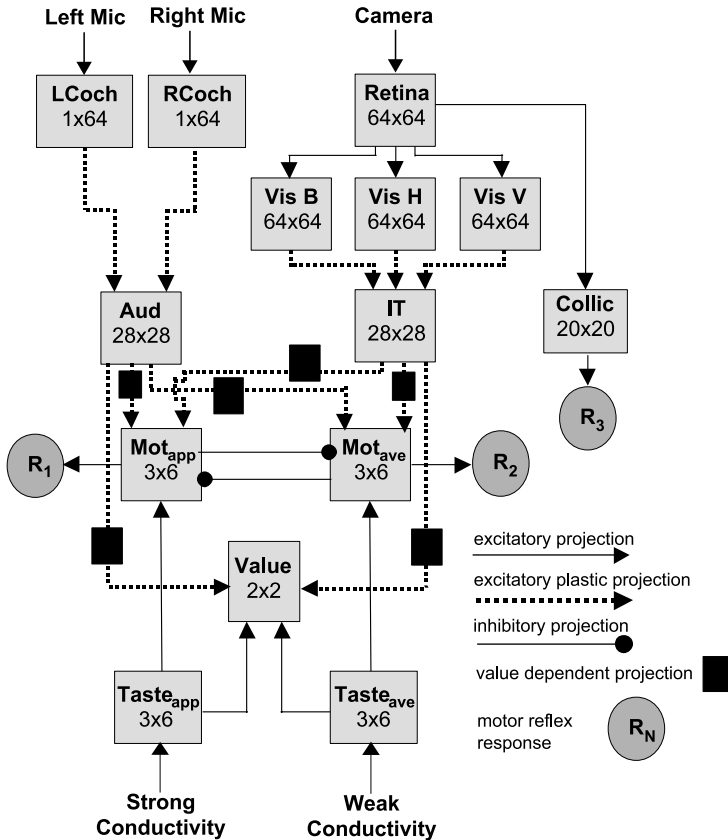 Left Mic
Right Mic
Camera
LCoch
1x64
RCoch
1x64
Retina
64x64
Vis B
64x64
Vis H
64x64
Vis V
64x64
Aud
28x28
IT
28x28
Collic
20x20
R3
R1
Motapp
3x6
Motave
3x6
R2
Value
2x2
excitatory projection
excitatory plastic projection
inhibitory projection
value dependent projection
motor reflex
response
RN
Tasteapp
3x6
Tasteave
3x6
Strong
Conductivity
Weak
Conductivity